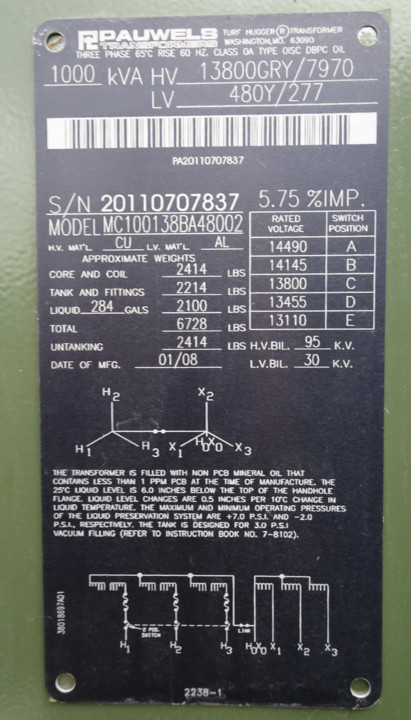 PAUWELS
TRANSFORMERS
TURF HUGGER ® TRANSFORMER
WASHINGTON, MO. 63090
THREE PHASE 65°C RISE 60 HZ. CLASS OA TYPE OISC DBPC OIL
1000 kVA HV 13800GRY/7970
LV 480Y/277
PA20110707837
S/N 20110707837 5.75 %IMP.
MODEL MC100138BA48002
H.V. MAT'L. CU L.V. MAT'L. AL
APPROXIMATE WEIGHTS
CORE AND COIL 2414 LBS
TANK AND FITTINGS 2214 LBS
LIQUID 284 GALS 2100 LBS
TOTAL 6728 LBS
UNTANKING 2414 LBS
DATE OF MFG. 01/08
RATED VOLTAGE SWITCH POSITION
14490 A
14145 B
13800 C
13455 D
13110 E
H.V.BIL. 95 K.V.
L.V.BIL. 30 K.V.
H2 X2
H1 H3 X1 H0X0 X3
THE TRANSFORMER IS FILLED WITH NON PCB MINERAL OIL THAT
CONTAINS LESS THAN 1 PPM PCB AT THE TIME OF MANUFACTURE. THE
25°C LIQUID LEVEL IS 6.0 INCHES BELOW THE TOP OF THE HANDHOLE
FLANGE. LIQUID LEVEL CHANGES ARE 0.5 INCHES PER 10°C CHANGE IN
LIQUID TEMPERATURE. THE MAXIMUM AND MINIMUM OPERATING PRESSURES
OF THE LIQUID PRESERVATION SYSTEM ARE +7.0 P.S.I. AND -2.0
P.S.I., RESPECTIVELY. THE TANK IS DESIGNED FOR 3.0 P.S.I
VACUUM FILLING (REFER TO INSTRUCTION BOOK NO. 7-8102).
38018697A01
2 POS.
SWITCH
LINK
H1 H2 H3 H0X0 X1 X2 X3
2238-1